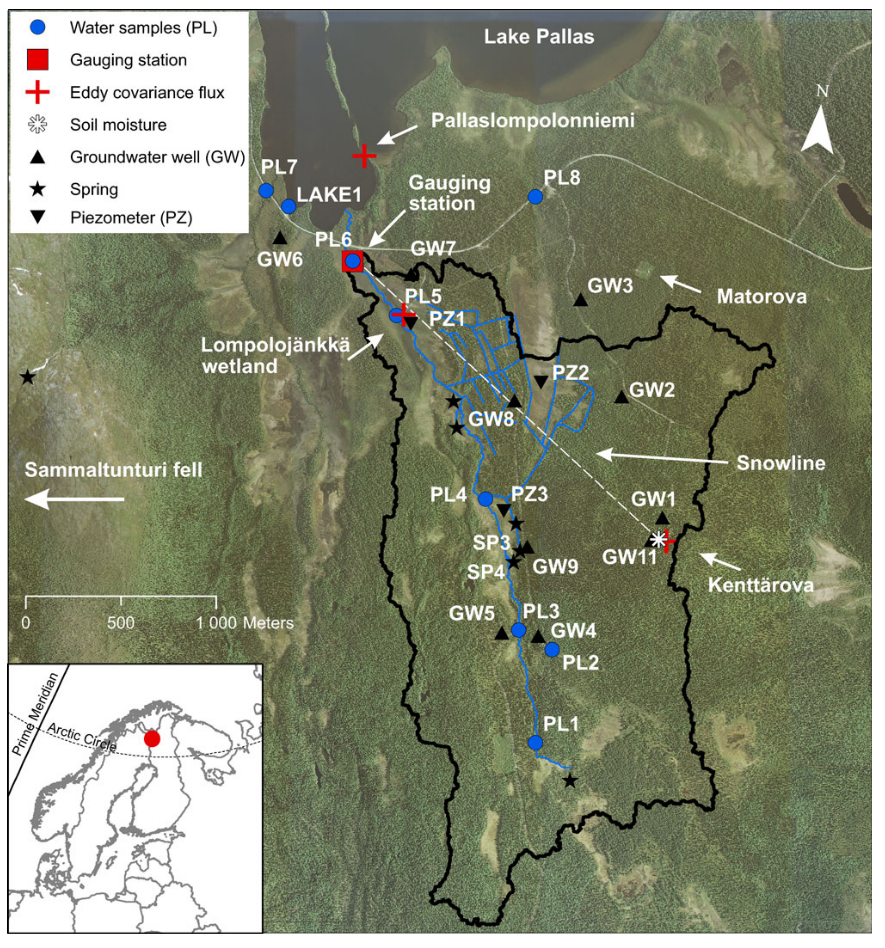 Water samples (PL)
Gauging station
Eddy covariance flux
Soil moisture
Groundwater well (GW)
Spring
Piezometer (PZ)
Lake Pallas
N
Pallaslompolonniemi
PL7
LAKE1
PL8
Gauging
station
PL6
GW6
GW7
GW3
Matorova
PL5
PZ1
Lompolojänkkä
wetland
PZ2
GW2
GW8
Snowline
Sammaltunturi fell
PL4
PZ3
GW1
SP3
GW11
SP4
GW9
Kenttärova
0 500 1 000 Meters
GW5
PL3
GW4
PL2
PL1
Prime Meridian
Arctic Circle